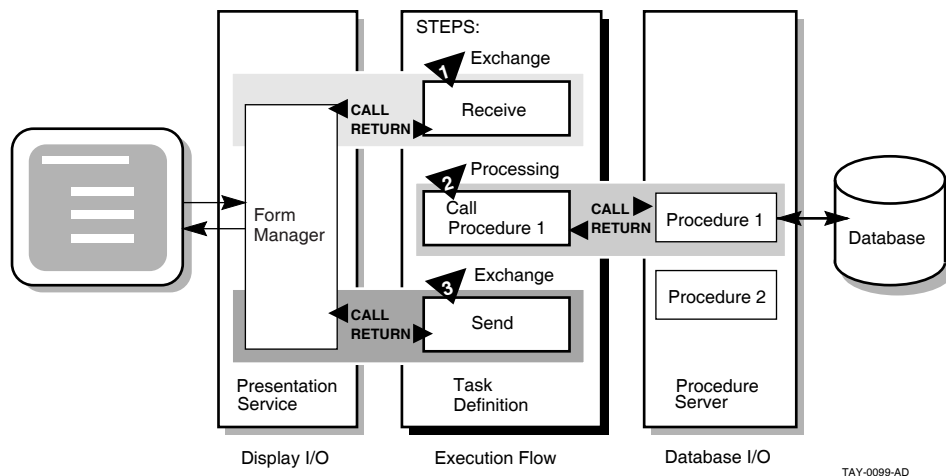 STEPS:
1 Exchange
CALL
RETURN
Receive
2 Processing
Form
Manager
Call
Procedure 1
CALL
RETURN
Procedure 1
Database
3 Exchange
CALL
RETURN
Send
Procedure 2
Presentation
Service
Task
Definition
Procedure
Server
Display I/O
Execution Flow
Database I/O
TAY-0099-AD